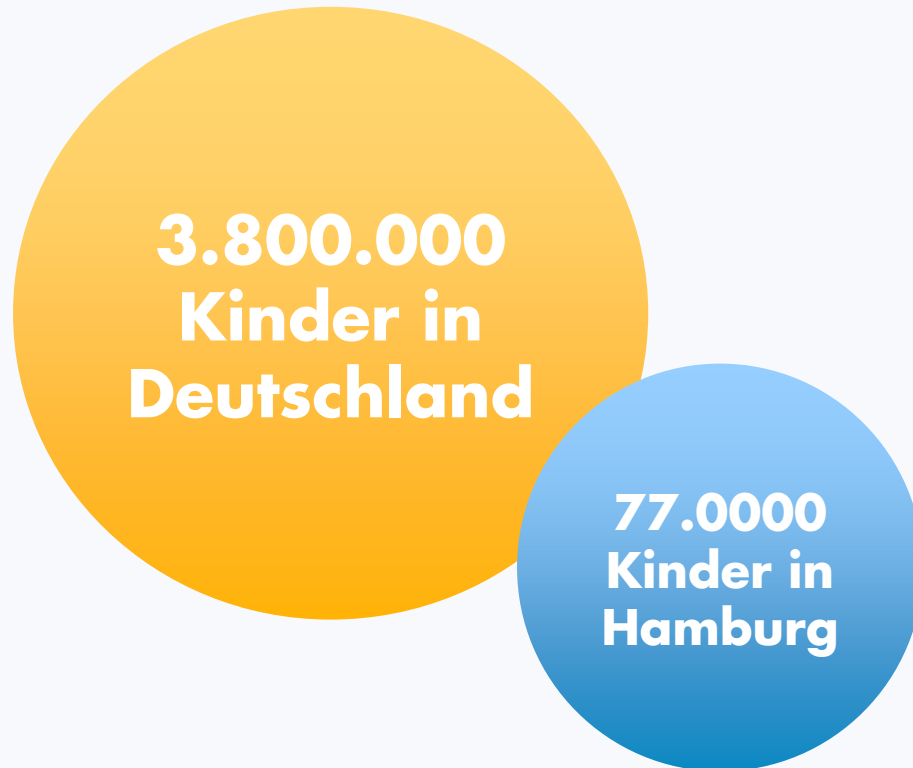 3.800.000
Kinder in
Deutschland
77.0000
Kinder in
Hamburg